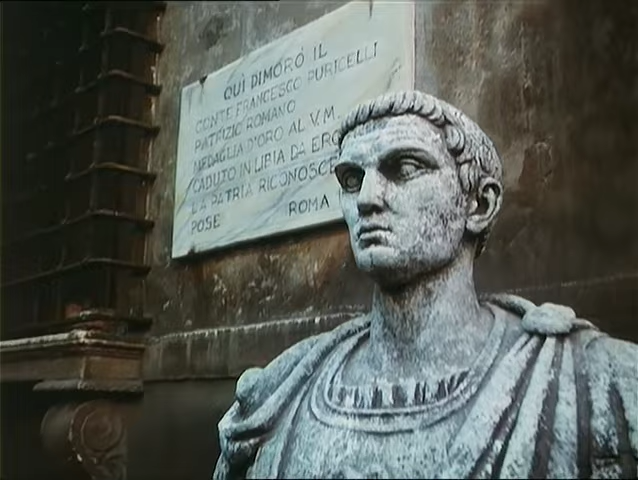 QUI DIMORÓ IL
CONTE FRANCESCO PURICELLI
PATRIZIO ROMANO
MEDAGLIA D'ORO AL V.M.
CADUTO IN LIBIA DA ERO
LA PATRIA RICONOSCE
POSE ROMA